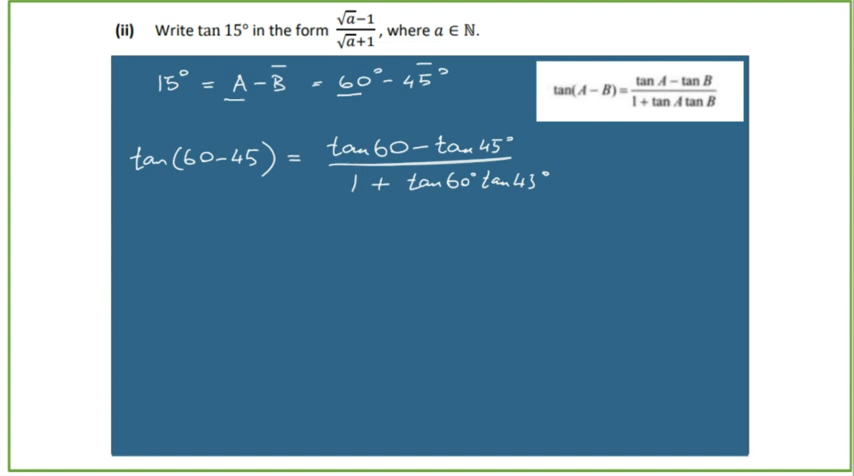 (ii) Write tan 15° in the form (√a−1)/(√a+1), where a ∈ ℕ.
15° = A − B = 60° − 45°
tan(A − B) = (tan A − tan B)/(1 + tan A tan B)
tan(60−45) = (tan60 − tan45°)/(1 + tan60° tan45°)